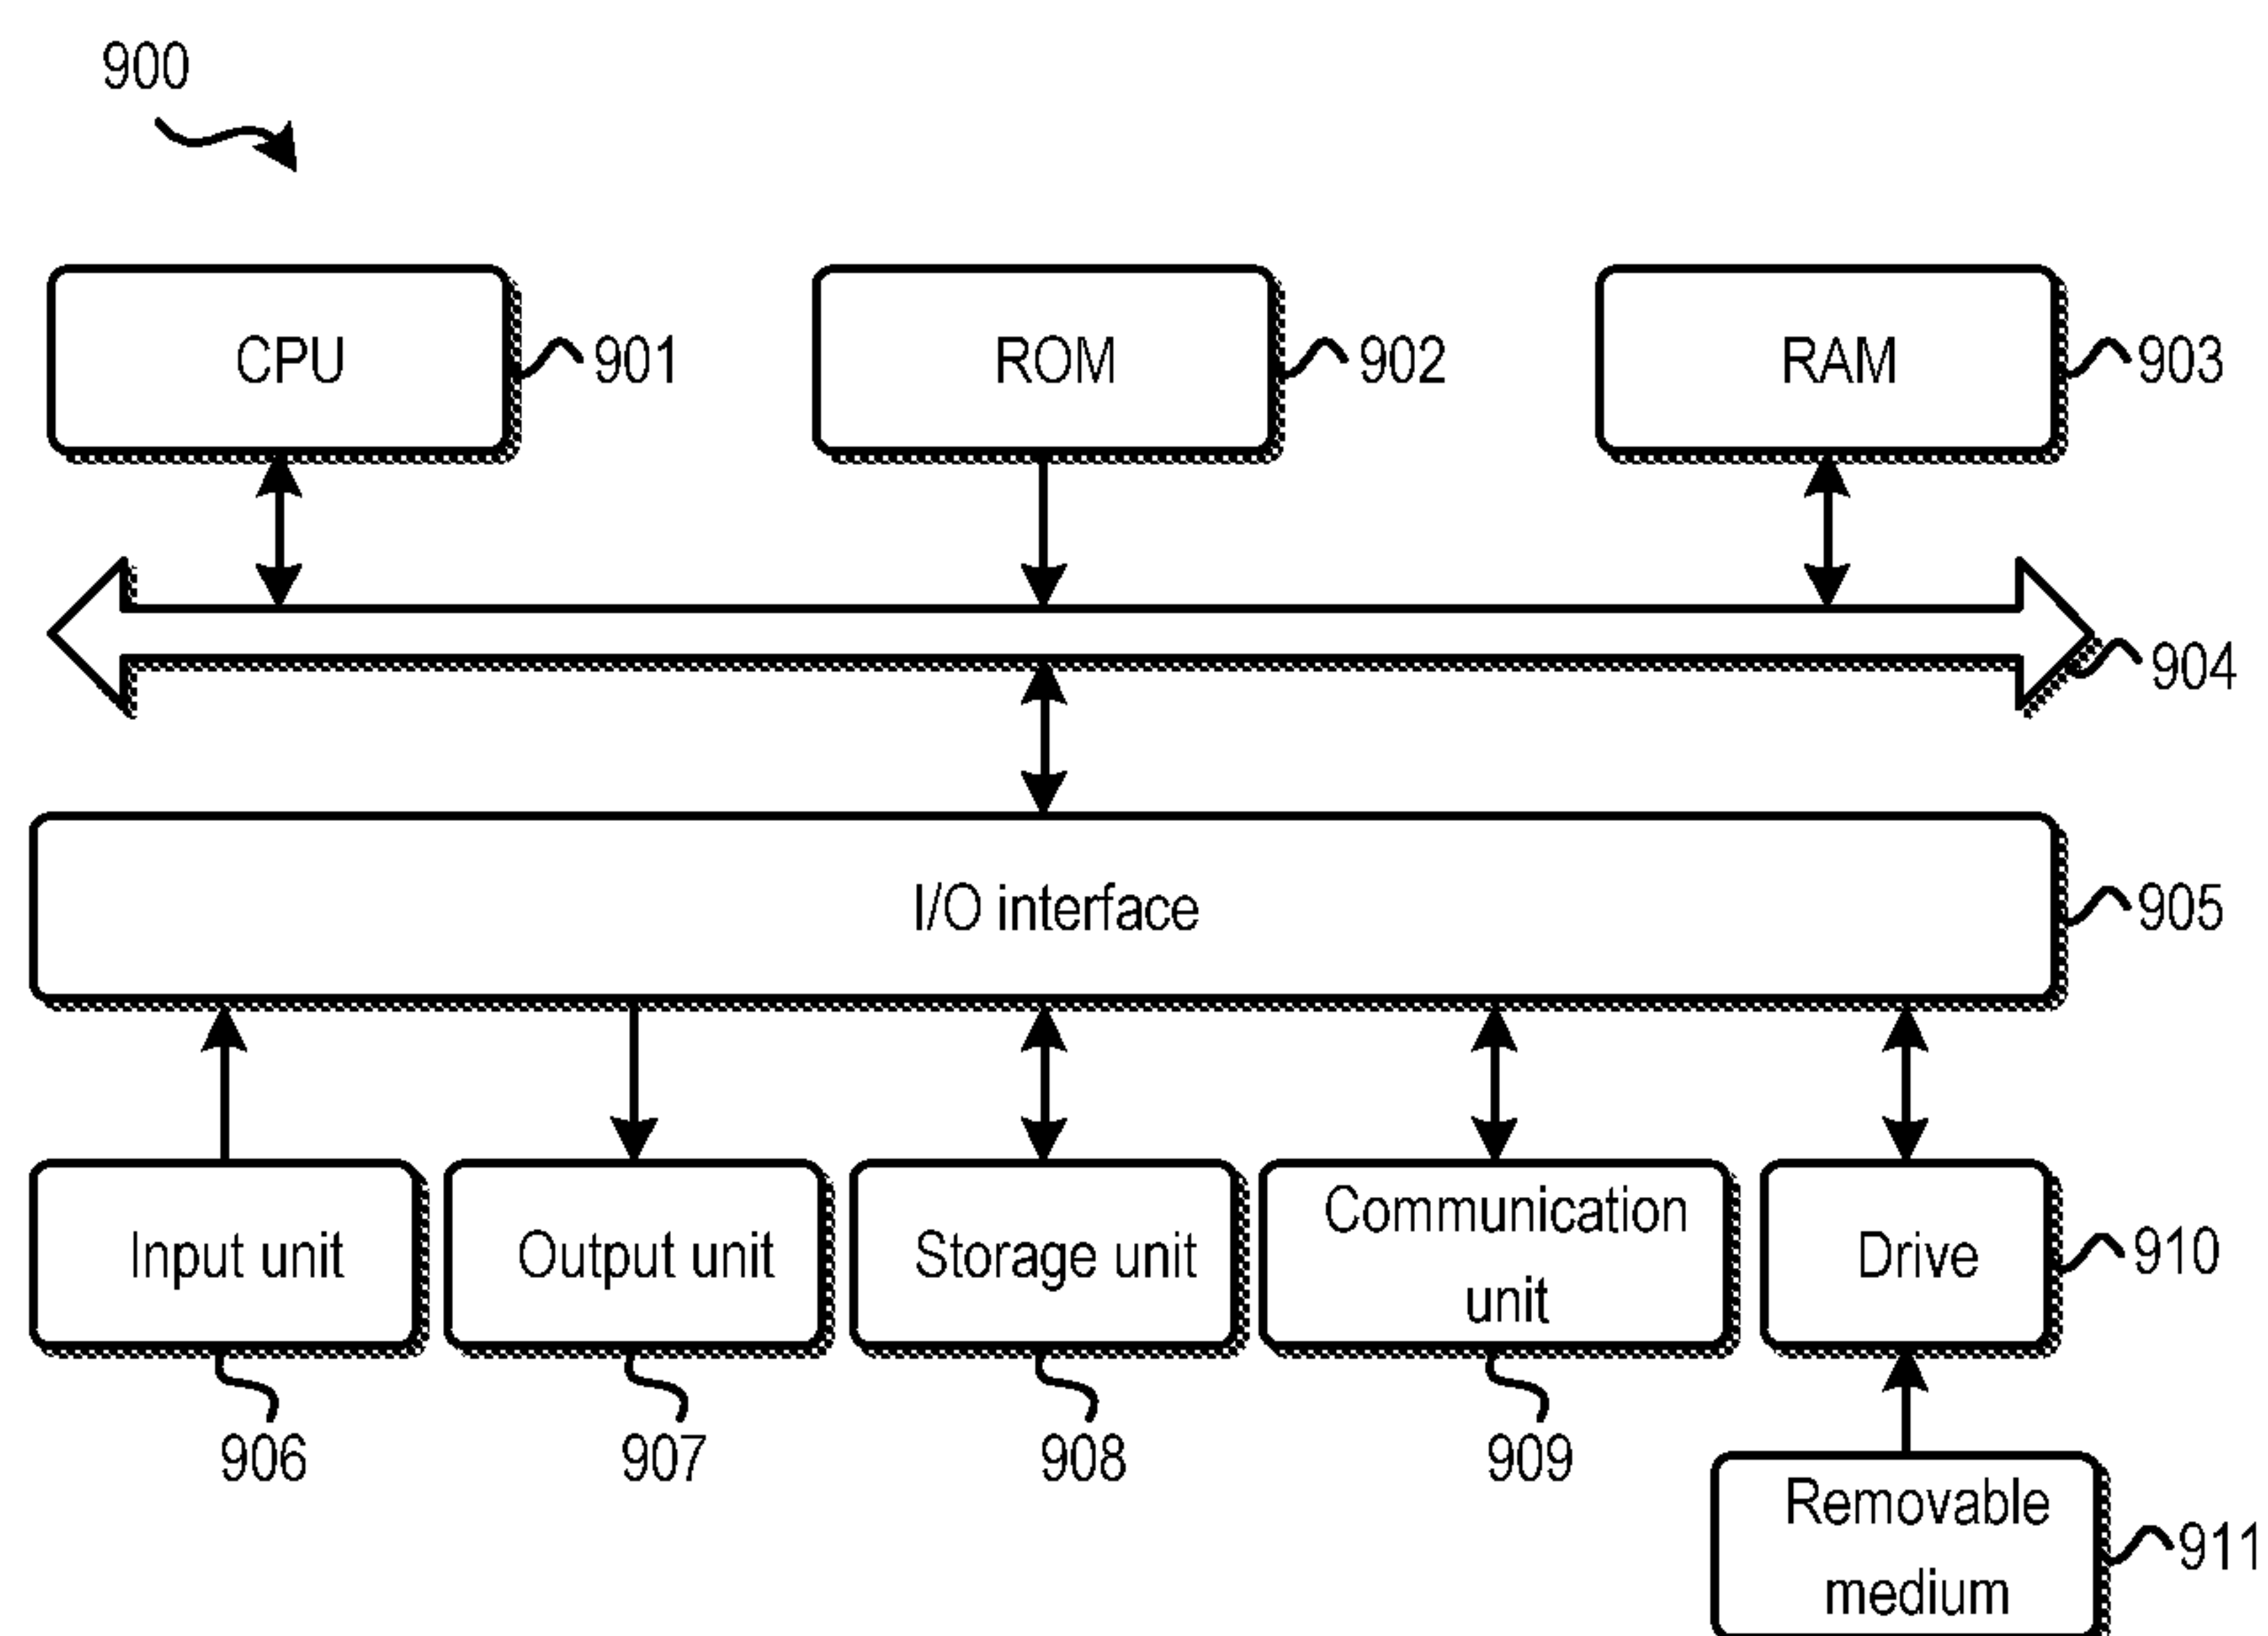 900
CPU
901
ROM
902
RAM
903
904
I/O interface
905
Input unit
Output unit
Storage unit
Communication
unit
Drive
910
906
907
908
909
Removable
medium
911